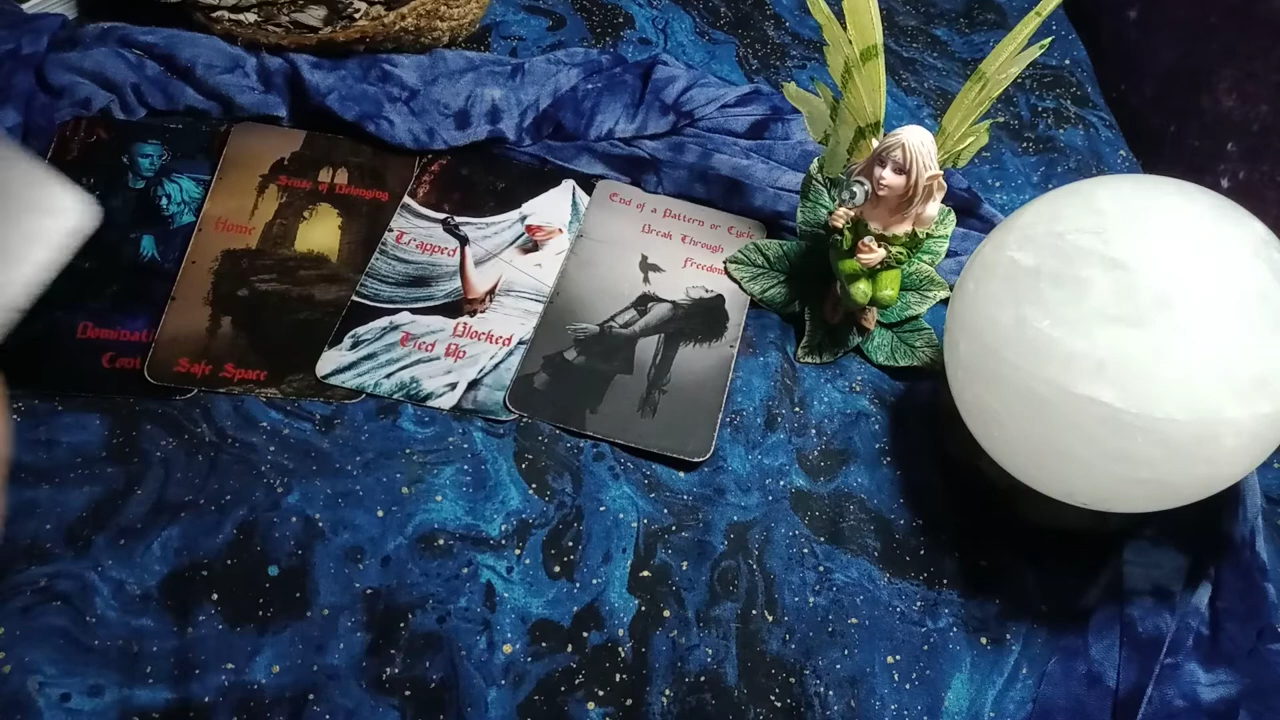 Sense of Belonging
Home
Safe Space
Trapped
Blocked
Tied Up
End of a Pattern or Cycle
Break Through
Freedom